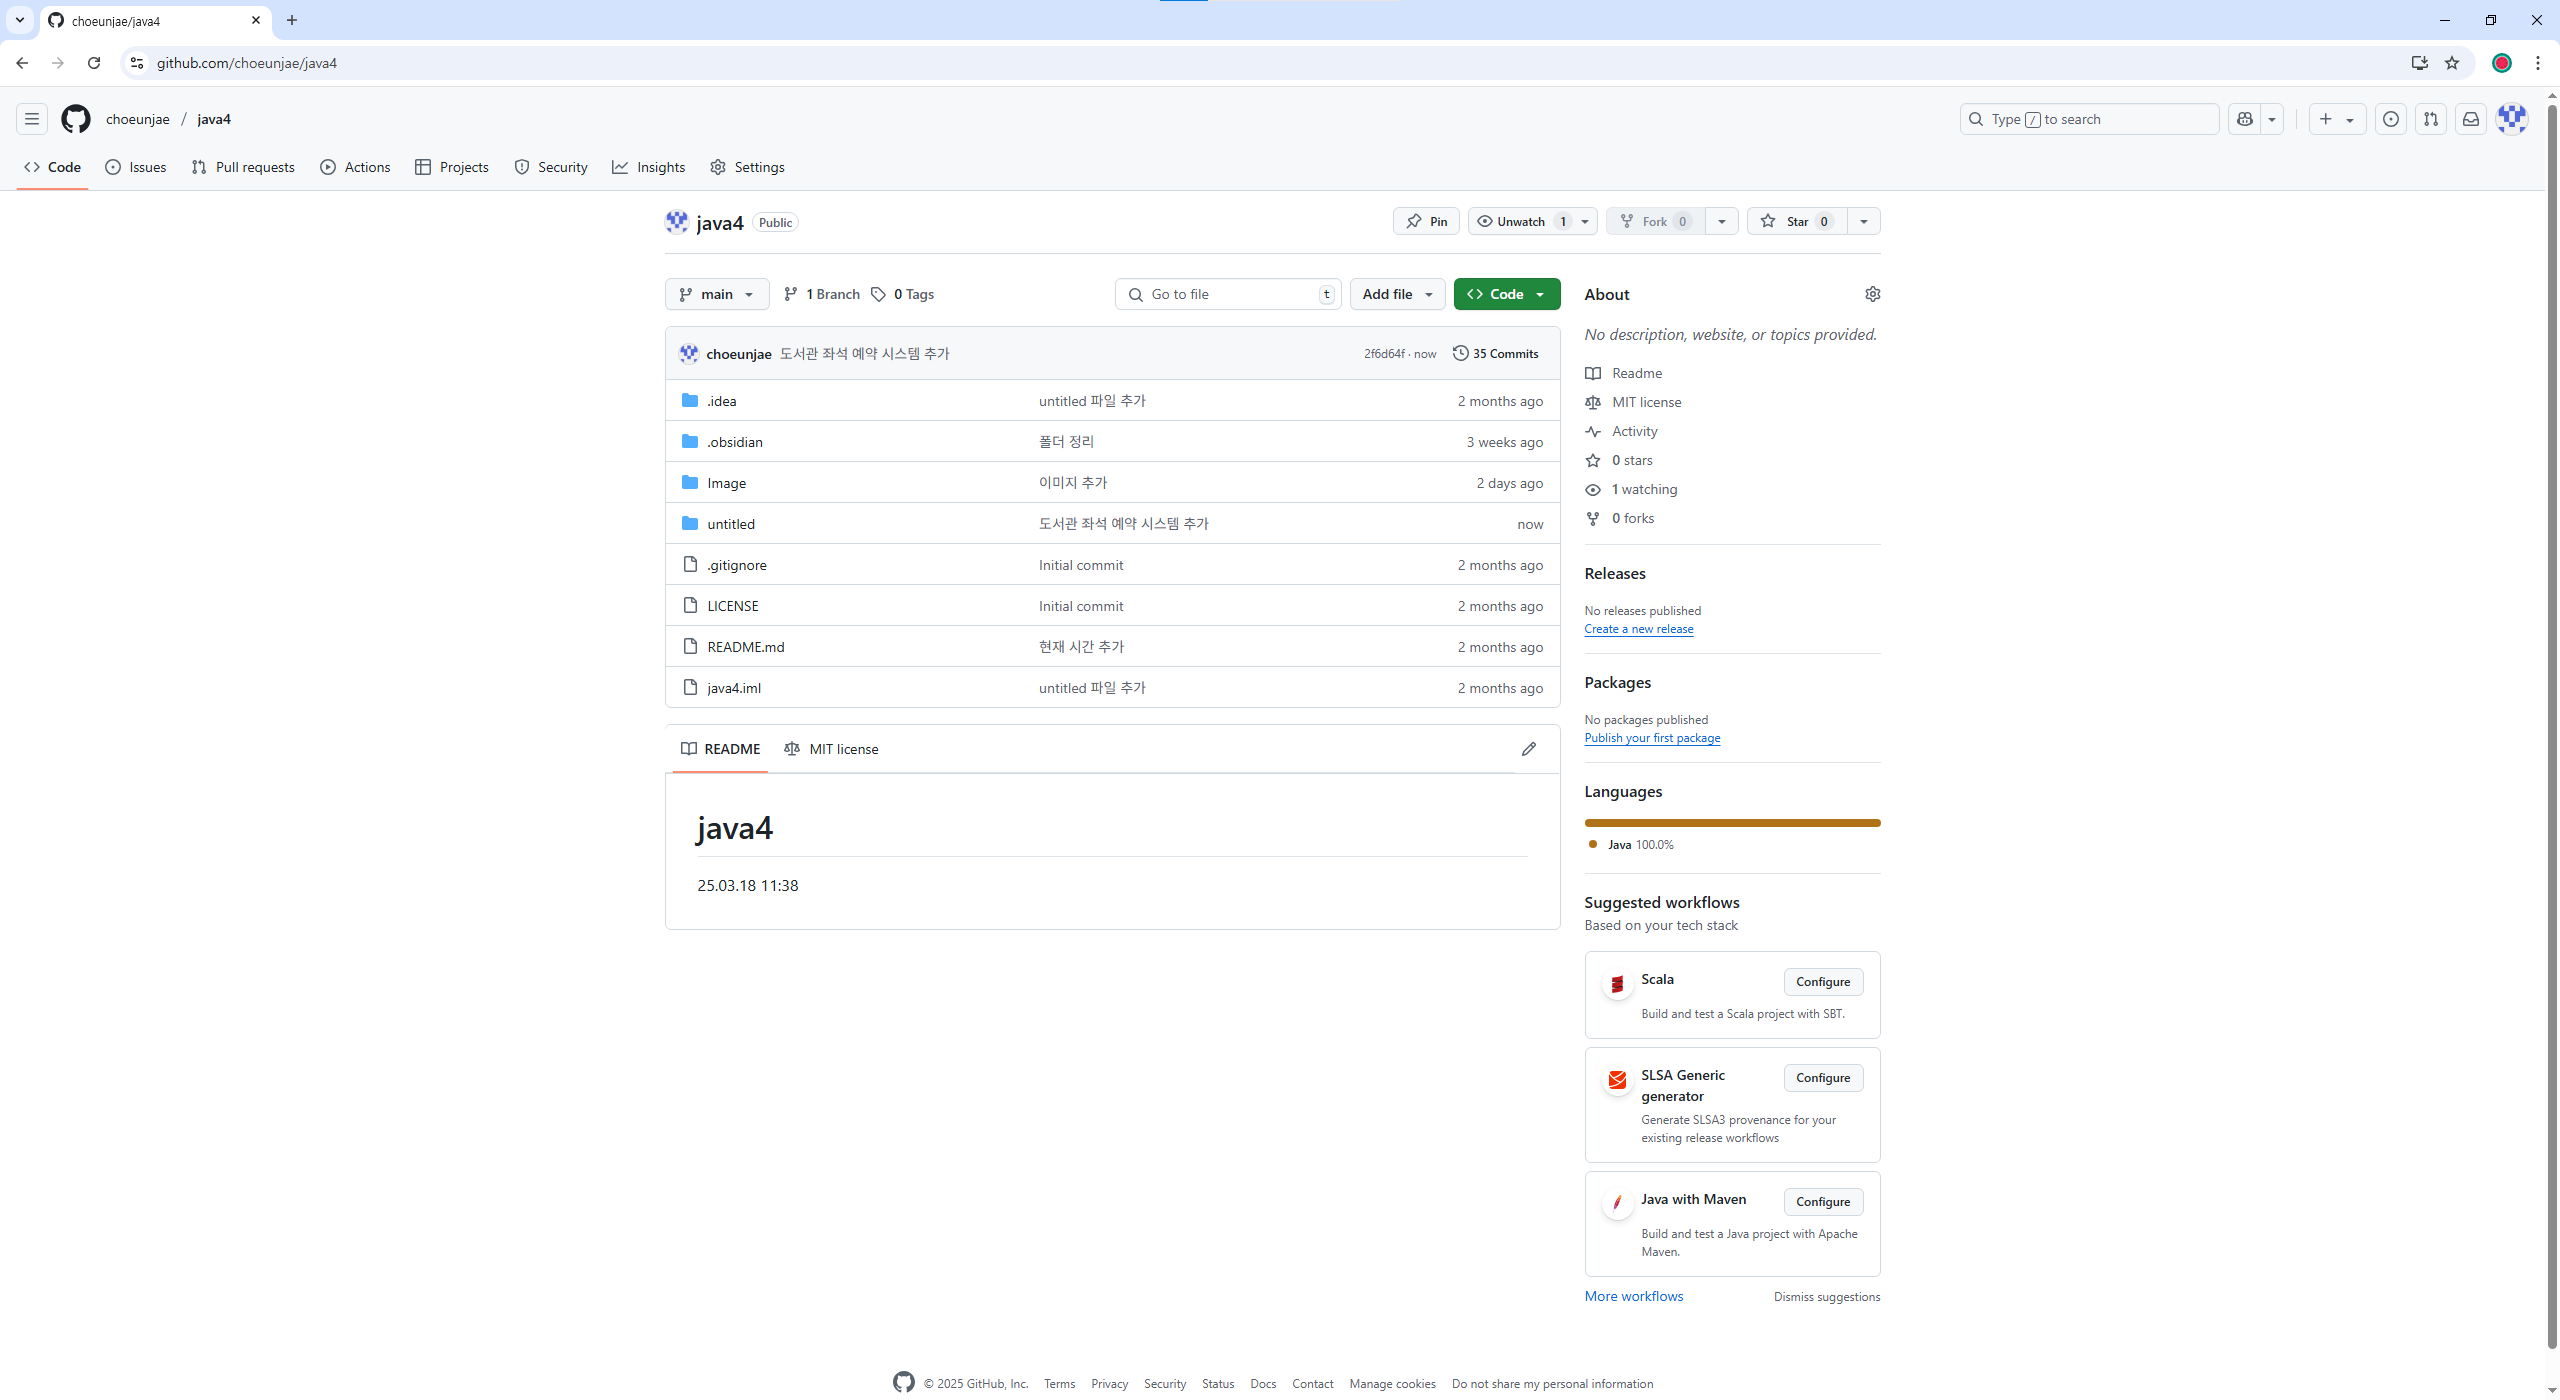 choeunjae/java4
github.com/choeunjae/java4
choeunjae / java4
Type / to search
Code Issues Pull requests Actions Projects Security Insights Settings
java4 Public
Pin Unwatch 1 Fork 0 Star 0
main 1 Branch 0 Tags Go to file t Add file Code
choeunjae 도서관 좌석 예약 시스템 추가 2f6d64f · now 35 Commits
.idea untitled 파일 추가 2 months ago
.obsidian 폴더 정리 3 weeks ago
Image 이미지 추가 2 days ago
untitled 도서관 좌석 예약 시스템 추가 now
.gitignore Initial commit 2 months ago
LICENSE Initial commit 2 months ago
README.md 현재 시간 추가 2 months ago
java4.iml untitled 파일 추가 2 months ago
README MIT license
java4
25.03.18 11:38
About
No description, website, or topics provided.
Readme
MIT license
Activity
0 stars
1 watching
0 forks
Releases
No releases published
Create a new release
Packages
No packages published
Publish your first package
Languages
Java 100.0%
Suggested workflows
Based on your tech stack
Scala Configure
Build and test a Scala project with SBT.
SLSA Generic generator Configure
Generate SLSA3 provenance for your
existing release workflows
Java with Maven Configure
Build and test a Java project with Apache
Maven.
More workflows Dismiss suggestions
© 2025 GitHub, Inc. Terms Privacy Security Status Docs Contact Manage cookies Do not share my personal information